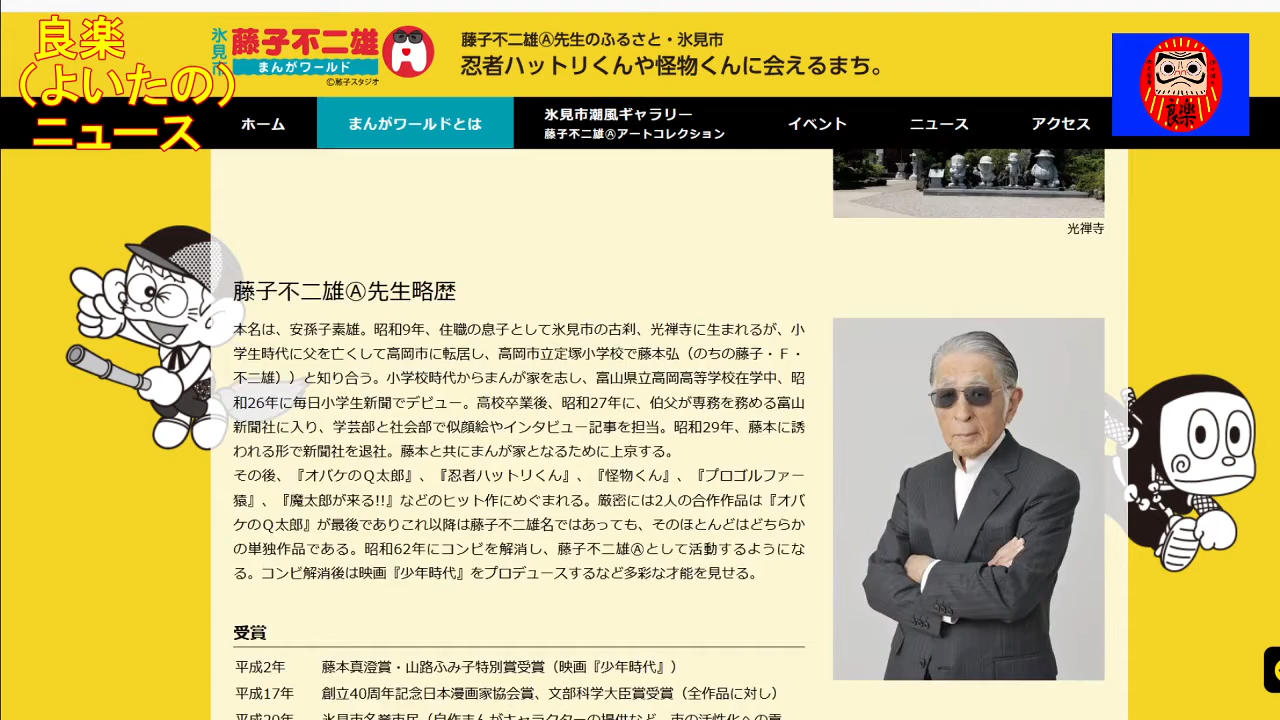 良楽
(よいたの)
ニュース
氷見市
藤子不二雄
まんがワールド
©藤子スタジオ
藤子不二雄Ⓐ先生のふるさと・氷見市
忍者ハットリくんや怪物くんに会えるまち。
良楽
ホーム
まんがワールドとは
氷見市潮風ギャラリー
藤子不二雄Ⓐアートコレクション
イベント
ニュース
アクセス
光禅寺
藤子不二雄Ⓐ先生略歴
本名は、安孫子素雄。昭和9年、住職の息子として氷見市の古刹、光禅寺に生まれるが、小
学生時代に父を亡くして高岡市に転居し、高岡市立定塚小学校で藤本弘（のちの藤子・Ｆ・
不二雄））と知り合う。小学校時代からまんが家を志し、富山県立高岡高等学校在学中、昭
和26年に毎日小学生新聞でデビュー。高校卒業後、昭和27年に、伯父が専務を務める富山
新聞社に入り、学芸部と社会部で似顔絵やインタビュー記事を担当。昭和29年、藤本に誘
われる形で新聞社を退社。藤本と共にまんが家となるために上京する。
その後、『オバケのＱ太郎』、『忍者ハットリくん』、『怪物くん』、『プロゴルファー
猿』、『魔太郎が来る!!』などのヒット作にめぐまれる。厳密には2人の合作作品は『オバ
ケのＱ太郎』が最後でありこれ以降は藤子不二雄名ではあっても、そのほとんどはどちらか
の単独作品である。昭和62年にコンビを解消し、藤子不二雄Ⓐとして活動するようにな
る。コンビ解消後は映画『少年時代』をプロデュースするなど多彩な才能を見せる。
受賞
平成2年 藤本真澄賞・山路ふみ子特別賞受賞（映画『少年時代』）
平成17年 創立40周年記念日本漫画家協会賞、文部科学大臣賞受賞（全作品に対し）
平成20年 氷見市名誉市民（自作まんがキャラクターの提供など、市の活性化への貢